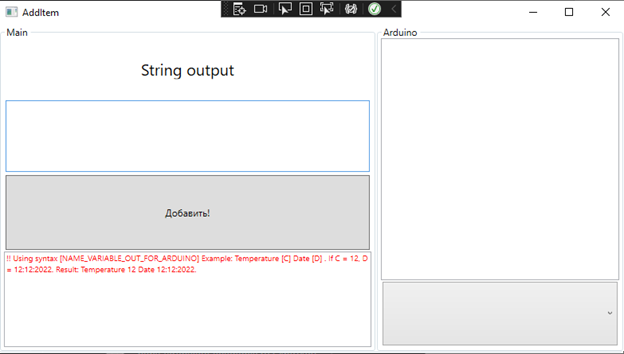 AddItem
Main
Arduino
String output
Добавить!
!! Using syntax [NAME_VARIABLE_OUT_FOR_ARDUINO] Example: Temperature [C] Date [D] . If C = 12, D
= 12:12:2022. Result: Temperature 12 Date 12:12:2022.